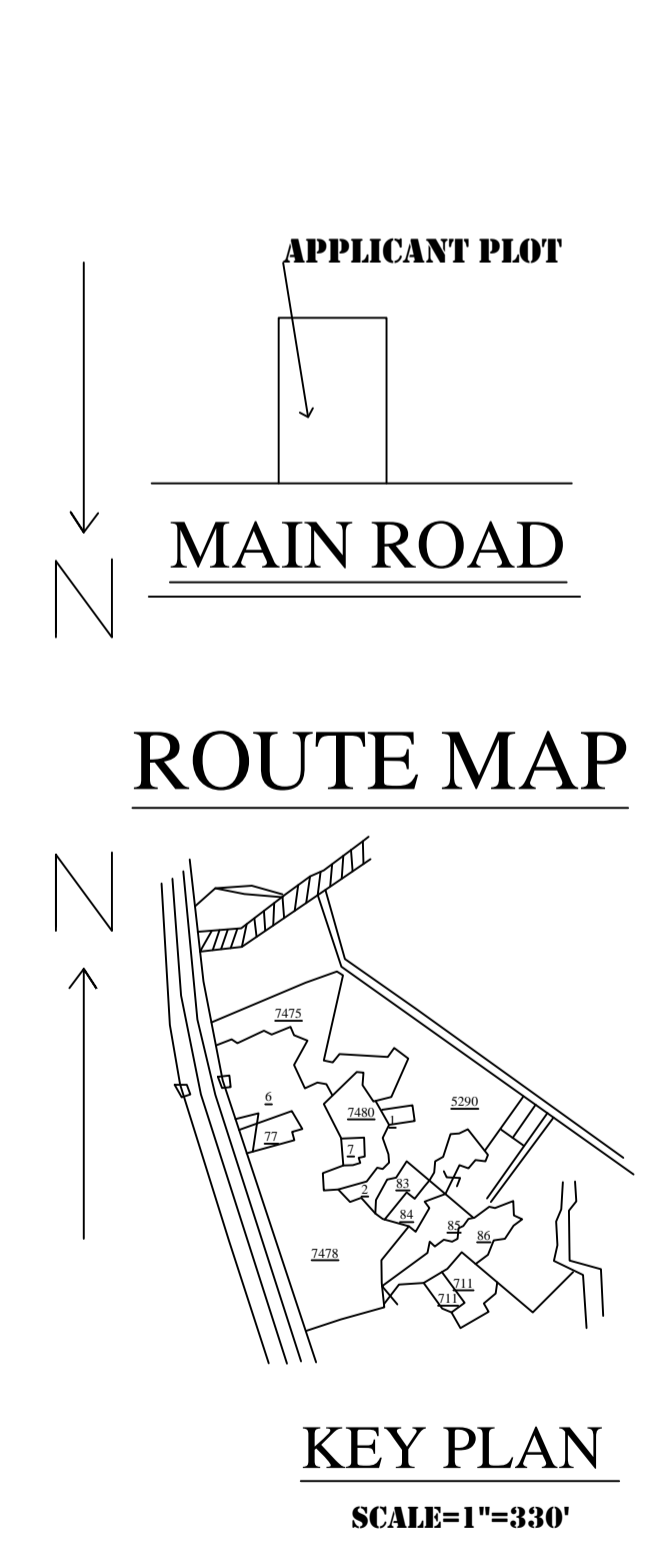 APPLICANT PLOT
MAIN ROAD
N
ROUTE MAP
N
7475
6
5290
7480
1
77
7
83
2
84
85
86
7478
711
711
KEY PLAN
SCALE=1"=330'